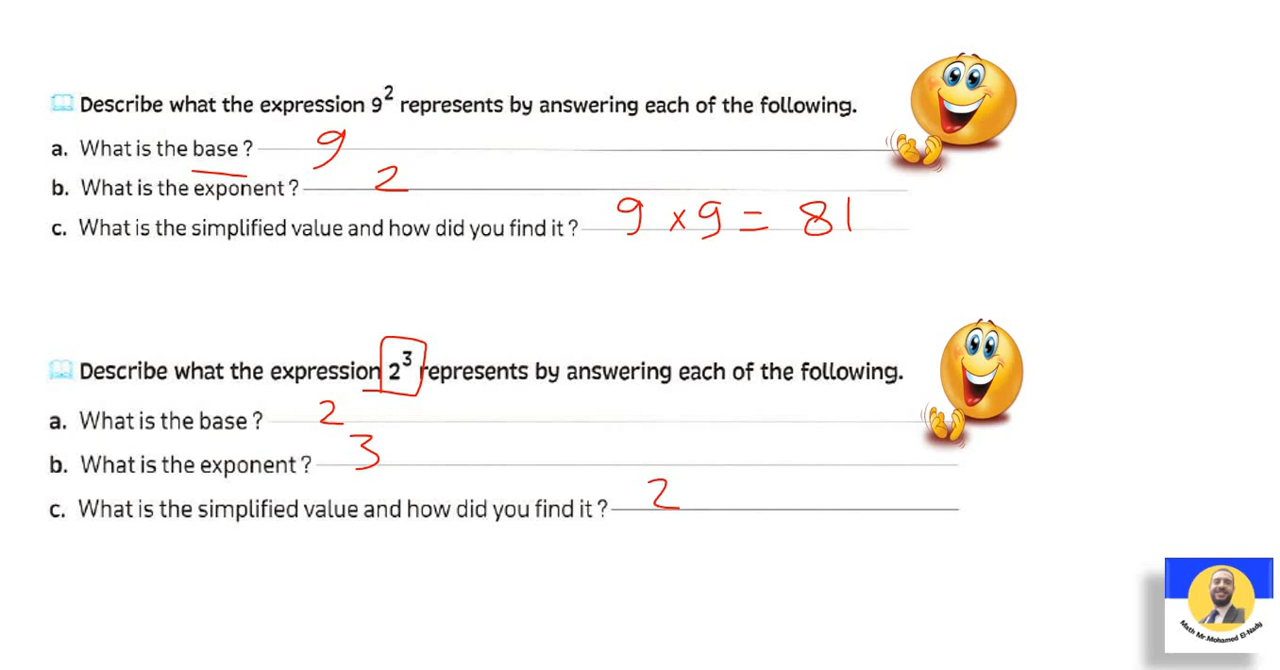 Describe what the expression 9² represents by answering each of the following.
a. What is the base ? 9
b. What is the exponent ? 2
c. What is the simplified value and how did you find it ? 9 × 9 = 81
Describe what the expression 2³ represents by answering each of the following.
a. What is the base ? 2
b. What is the exponent ? 3
c. What is the simplified value and how did you find it ? 2
Math Mr.Mohamed El-Nady